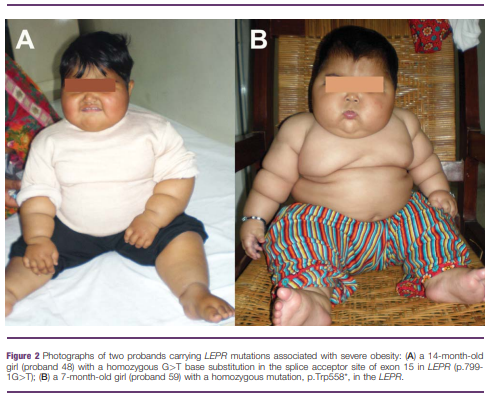 A
B
Figure 2 Photographs of two probands carrying LEPR mutations associated with severe obesity: (A) a 14-month-old
girl (proband 48) with a homozygous G>T base substitution in the splice acceptor site of exon 15 in LEPR (p.799-
1G>T); (B) a 7-month-old girl (proband 59) with a homozygous mutation, p.Trp558*, in the LEPR.